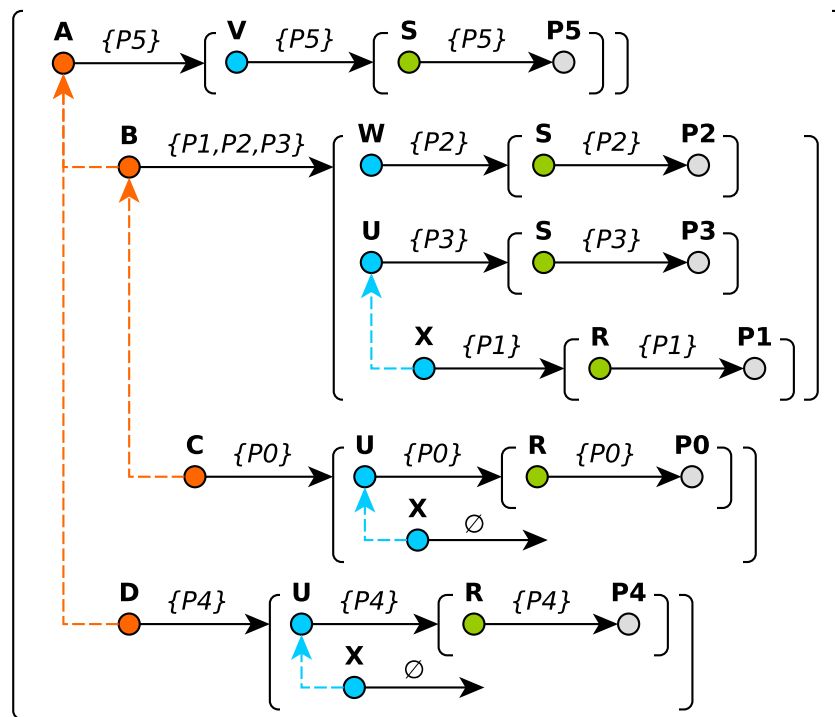 A {P5} V {P5} S {P5} P5
B {P1,P2,P3} W {P2} S {P2} P2
U {P3} S {P3} P3
X {P1} R {P1} P1
C {P0} U {P0} R {P0} P0
X ∅
D {P4} U {P4} R {P4} P4
X ∅